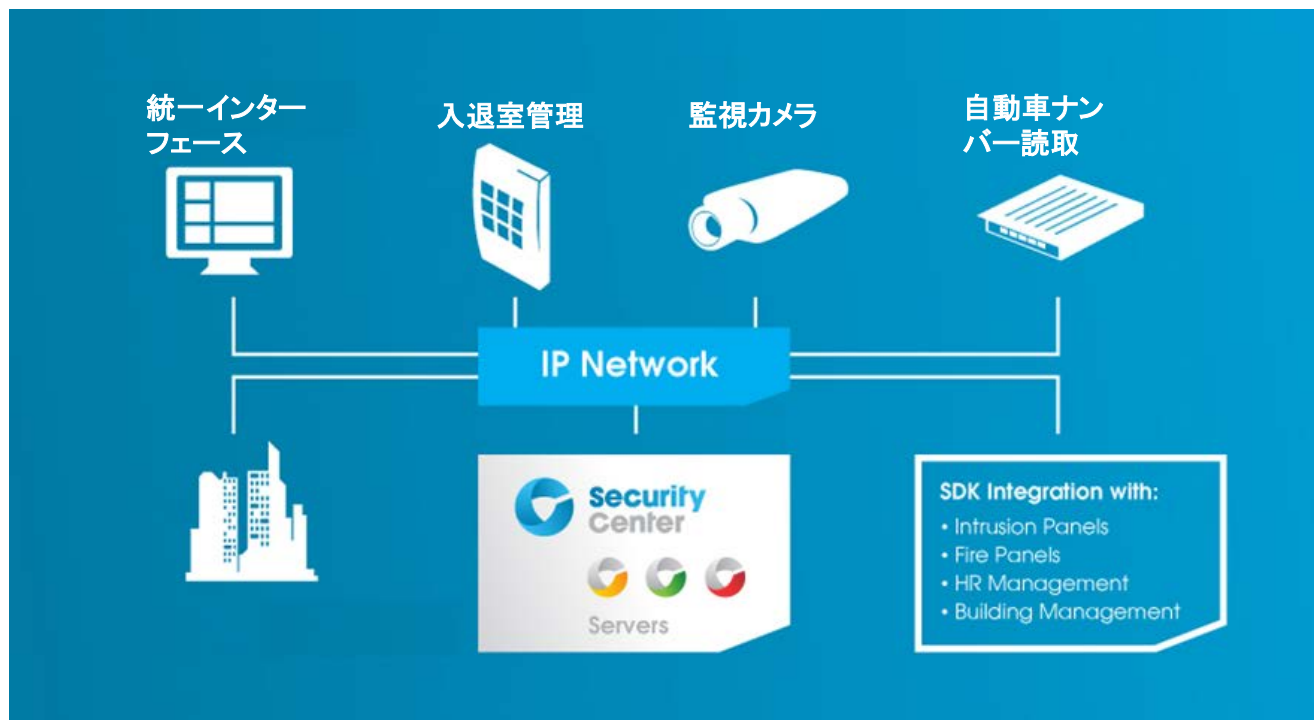 統一インター
フェース
入退室管理
監視カメラ
自動車ナン
バー読取
IP Network
Security
Center
Servers
SDK Integration with:
• Intrusion Panels
• Fire Panels
• HR Management
• Building Management